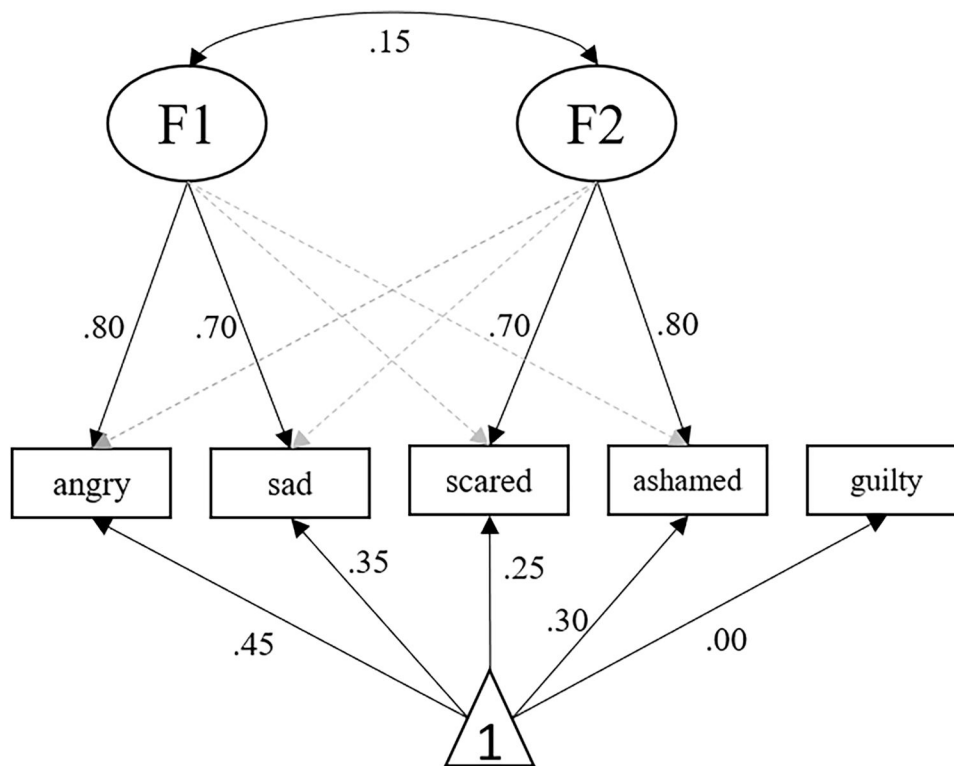 .15
F1
F2
.80
.70
.70
.80
angry
sad
scared
ashamed
guilty
.45
.35
.25
.30
.00
1